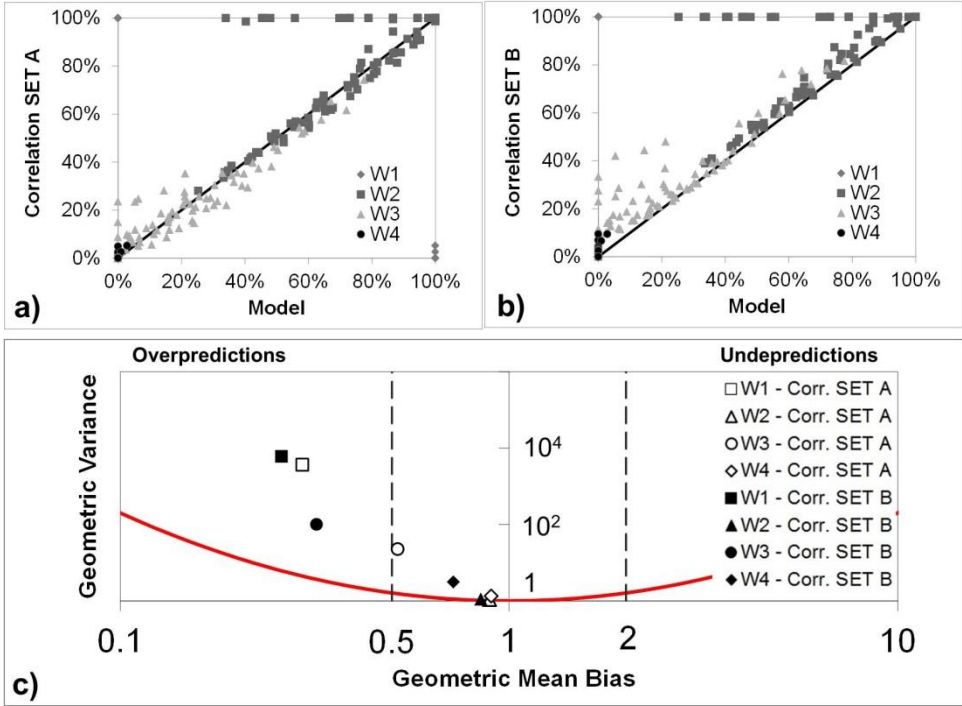 100%
80%
60%
40%
20%
0%
Correlation SET A
W1
W2
W3
W4
0% 20% 40% 60% 80% 100%
Model
a)
100%
80%
60%
40%
20%
0%
Correlation SET B
W1
W2
W3
W4
0% 20% 40% 60% 80% 100%
Model
b)
Overpredictions
Undepredictions
Geometric Variance
10^4
10^2
1
W1 - Corr. SET A
W2 - Corr. SET A
W3 - Corr. SET A
W4 - Corr. SET A
W1 - Corr. SET B
W2 - Corr. SET B
W3 - Corr. SET B
W4 - Corr. SET B
0.1 0.5 1 2 10
Geometric Mean Bias
c)